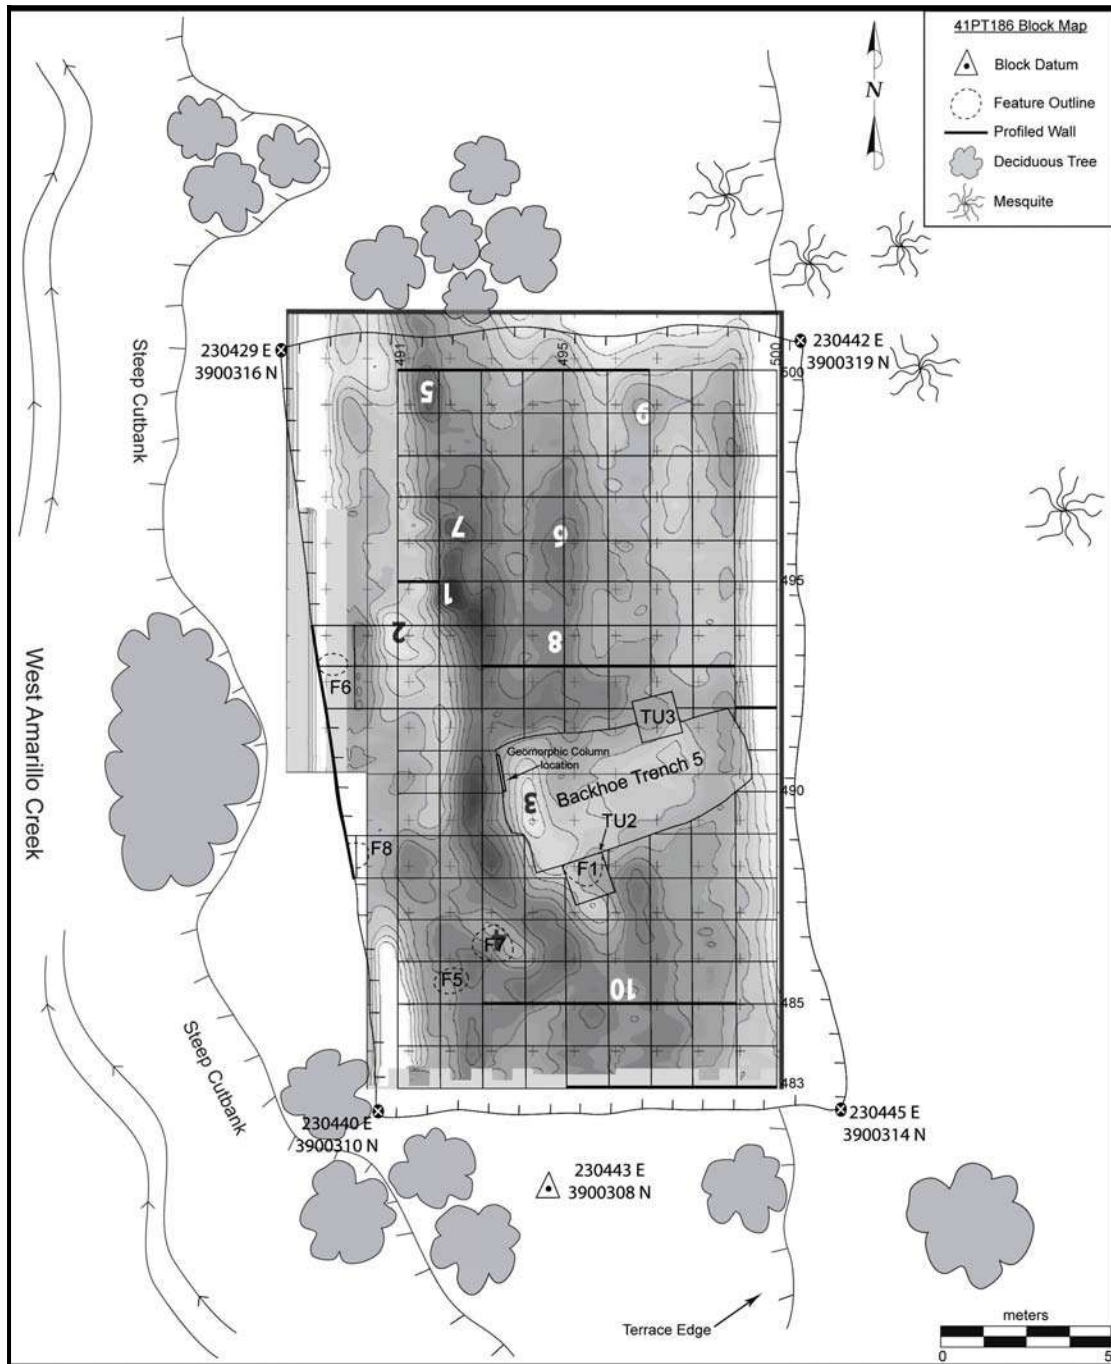 41PT186 Block Map
Block Datum
Feature Outline
Profiled Wall
Deciduous Tree
Mesquite
N
230429 E
3900316 N
491
495
500
230442 E
3900319 N
500
Steep Cutbank
5
9
7
6
1
495
2
8
F6
TU3
West Amarillo Creek
Geomorphic Column
location
Backhoe Trench 5
490
3
TU2
F8
F1
F7
F5
10
485
Steep Cutbank
483
230440 E
3900310 N
230445 E
3900314 N
230443 E
3900308 N
Terrace Edge
meters
0
5